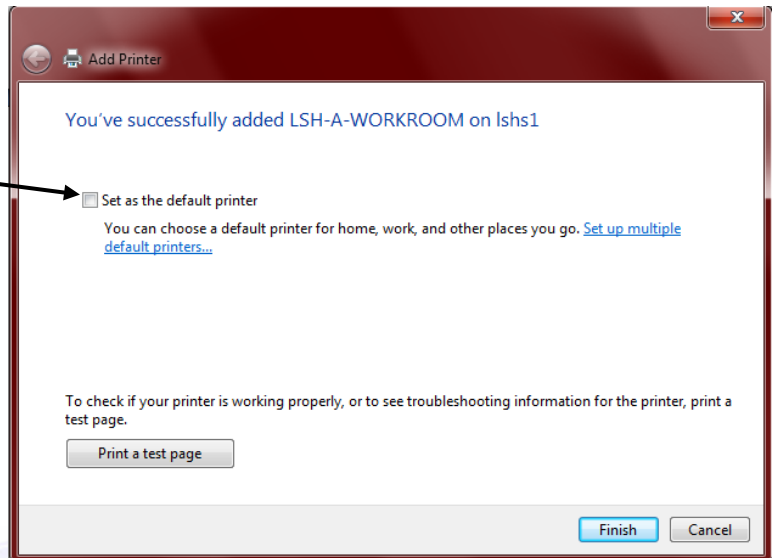 Add Printer
You've successfully added LSH-A-WORKROOM on lshs1
Set as the default printer
You can choose a default printer for home, work, and other places you go. Set up multiple
default printers...
To check if your printer is working properly, or to see troubleshooting information for the printer, print a
test page.
Print a test page
Finish Cancel